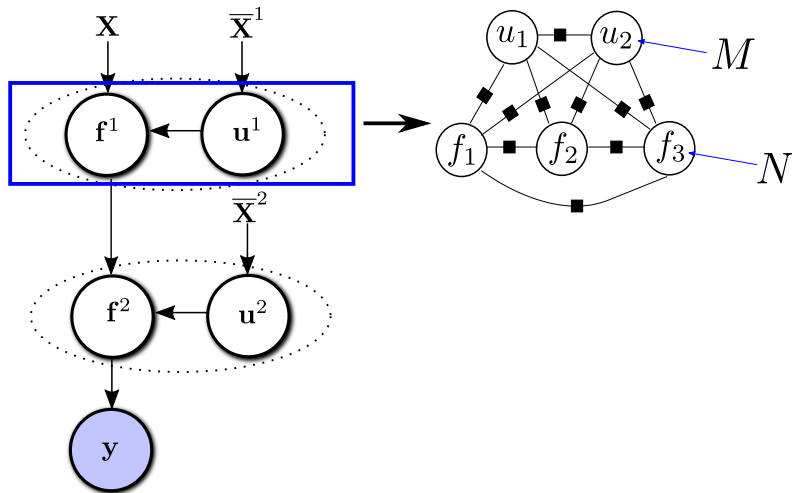 X X̅¹
f¹ u¹
X̅²
f² u²
y
u₁ u₂ M
f₁ f₂ f₃ N